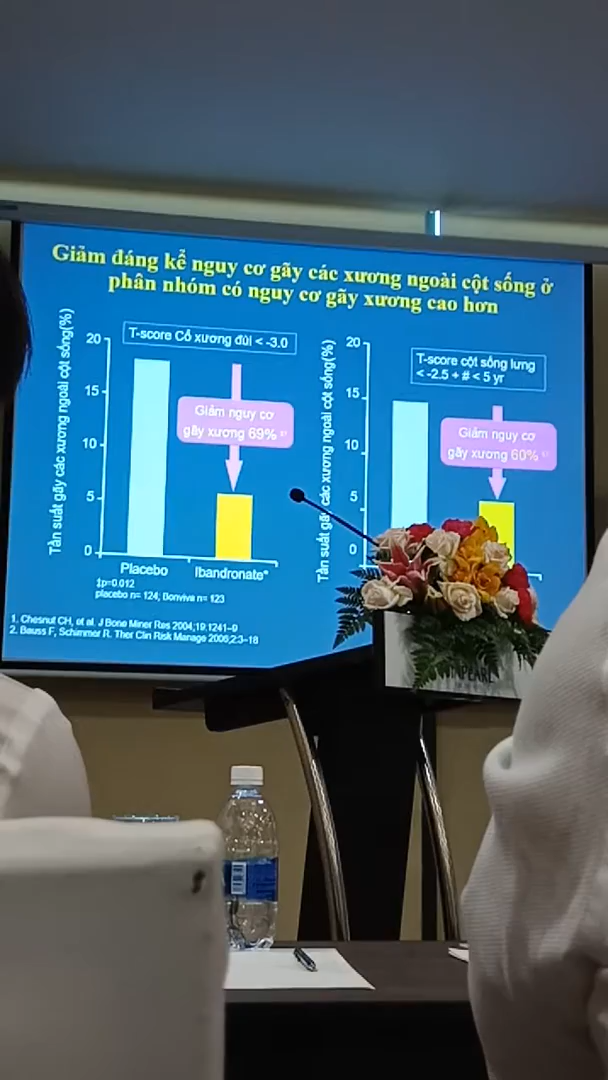 Giảm đáng kể nguy cơ gãy các xương ngoài cột sống ở
phân nhóm có nguy cơ gãy xương cao hơn
Tần suất gãy các xương ngoài cột sống(%)
20
15
10
5
0
T-score Cổ xương đùi < -3.0
Giảm nguy cơ
gãy xương 69%
Placebo
Ibandronate*
‡p=0.012
placebo n= 124; Bonviva n= 123
Tần suất gãy các xương ngoài cột sống(%)
20
15
10
5
0
T-score cột sống lưng
< -2.5 + # < 5 yr
Giảm nguy cơ
gãy xương 60%
1. Chesnut CH, et al. J Bone Miner Res 2004;19:1241–9
2. Bauss F, Schimmer R. Ther Clin Risk Manage 2006;2:3–18
PEARL